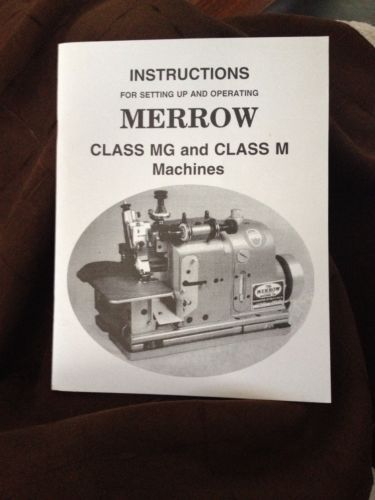 INSTRUCTIONS
FOR SETTING UP AND OPERATING
MERROW
CLASS MG and CLASS M
Machines
MERROW